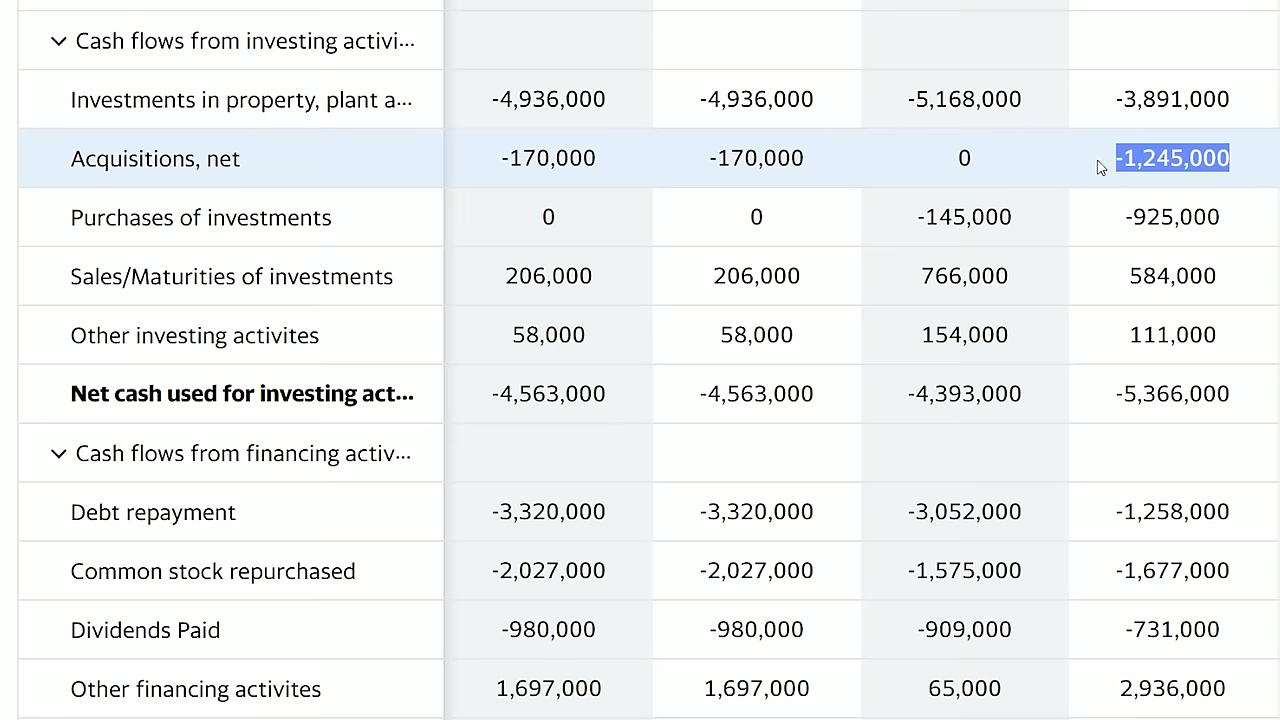 Cash flows from investing activi...
Investments in property, plant a... -4,936,000 -4,936,000 -5,168,000 -3,891,000
Acquisitions, net -170,000 -170,000 0 -1,245,000
Purchases of investments 0 0 -145,000 -925,000
Sales/Maturities of investments 206,000 206,000 766,000 584,000
Other investing activites 58,000 58,000 154,000 111,000
Net cash used for investing act... -4,563,000 -4,563,000 -4,393,000 -5,366,000
Cash flows from financing activ...
Debt repayment -3,320,000 -3,320,000 -3,052,000 -1,258,000
Common stock repurchased -2,027,000 -2,027,000 -1,575,000 -1,677,000
Dividends Paid -980,000 -980,000 -909,000 -731,000
Other financing activites 1,697,000 1,697,000 65,000 2,936,000